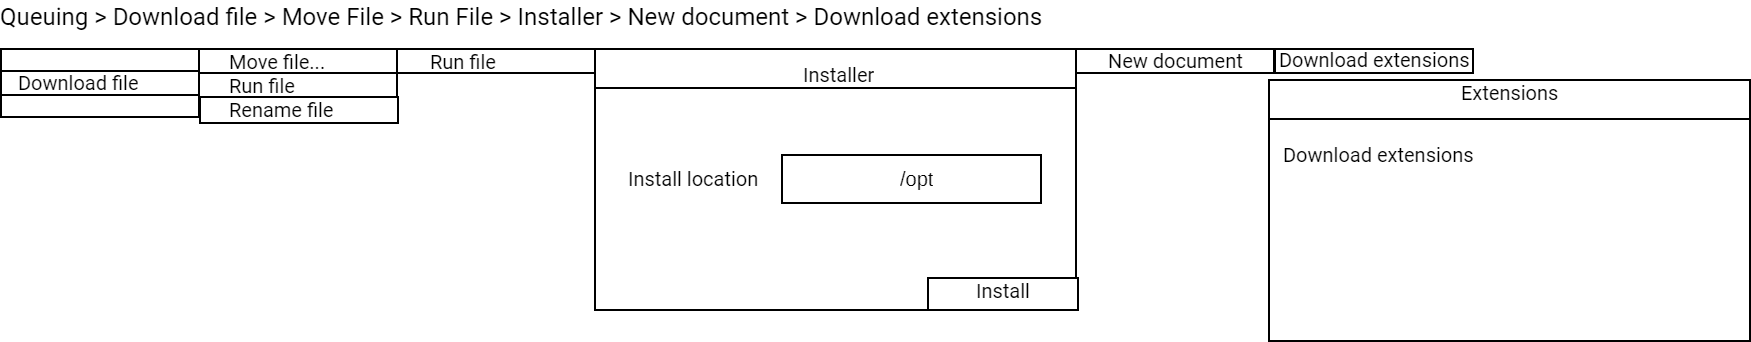 Queuing > Download file > Move File > Run File > Installer > New document > Download extensions
Move file...
Run file
Installer
New document
Download extensions
Download file
Run file
Rename file
Extensions
Download extensions
Install location
/opt
Install